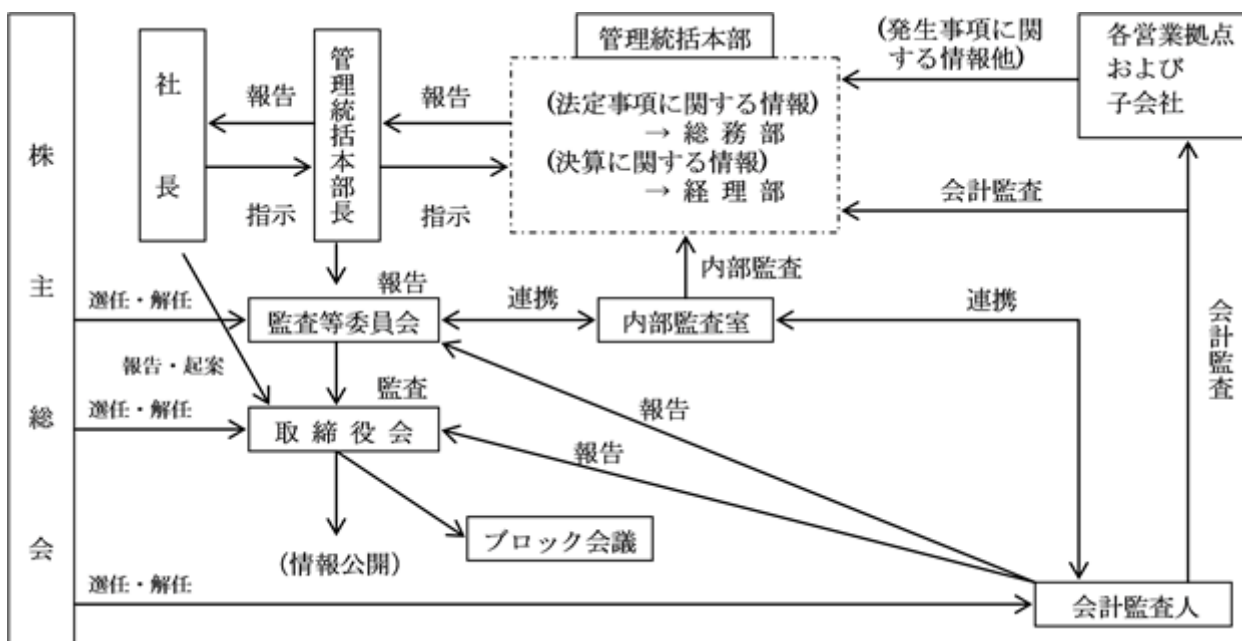 株主総会
社長
管理統括本部長
管理統括本部
(発生事項に関
する情報他)
各営業拠点
および
子会社
報告
報告
(法定事項に関する情報)
→ 総 務 部
(決算に関する情報)
→ 経 理 部
指示
指示
会計監査
内部監査
報告
選任・解任
監査等委員会
連携
内部監査室
連携
会計監査
報告・起案
監査
選任・解任
取 締 役 会
報告
報告
ブロック会議
(情報公開)
選任・解任
会計監査人